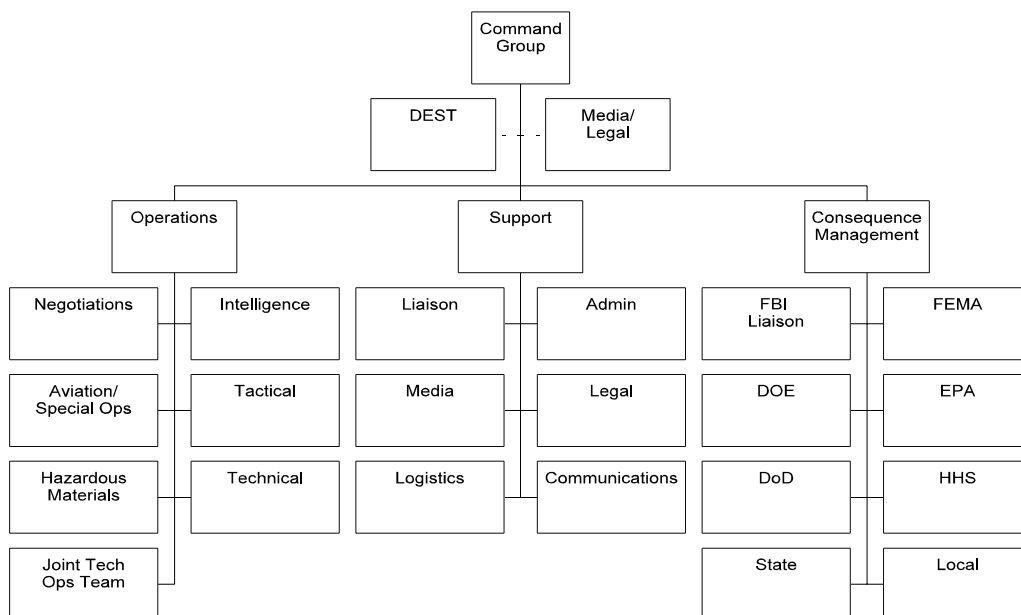 Command
Group
DEST
Media/
Legal
Operations
Support
Consequence
Management
Negotiations
Intelligence
Liaison
Admin
FBI
Liaison
FEMA
Aviation/
Special Ops
Tactical
Media
Legal
DOE
EPA
Hazardous
Materials
Technical
Logistics
Communications
DoD
HHS
Joint Tech
Ops Team
State
Local